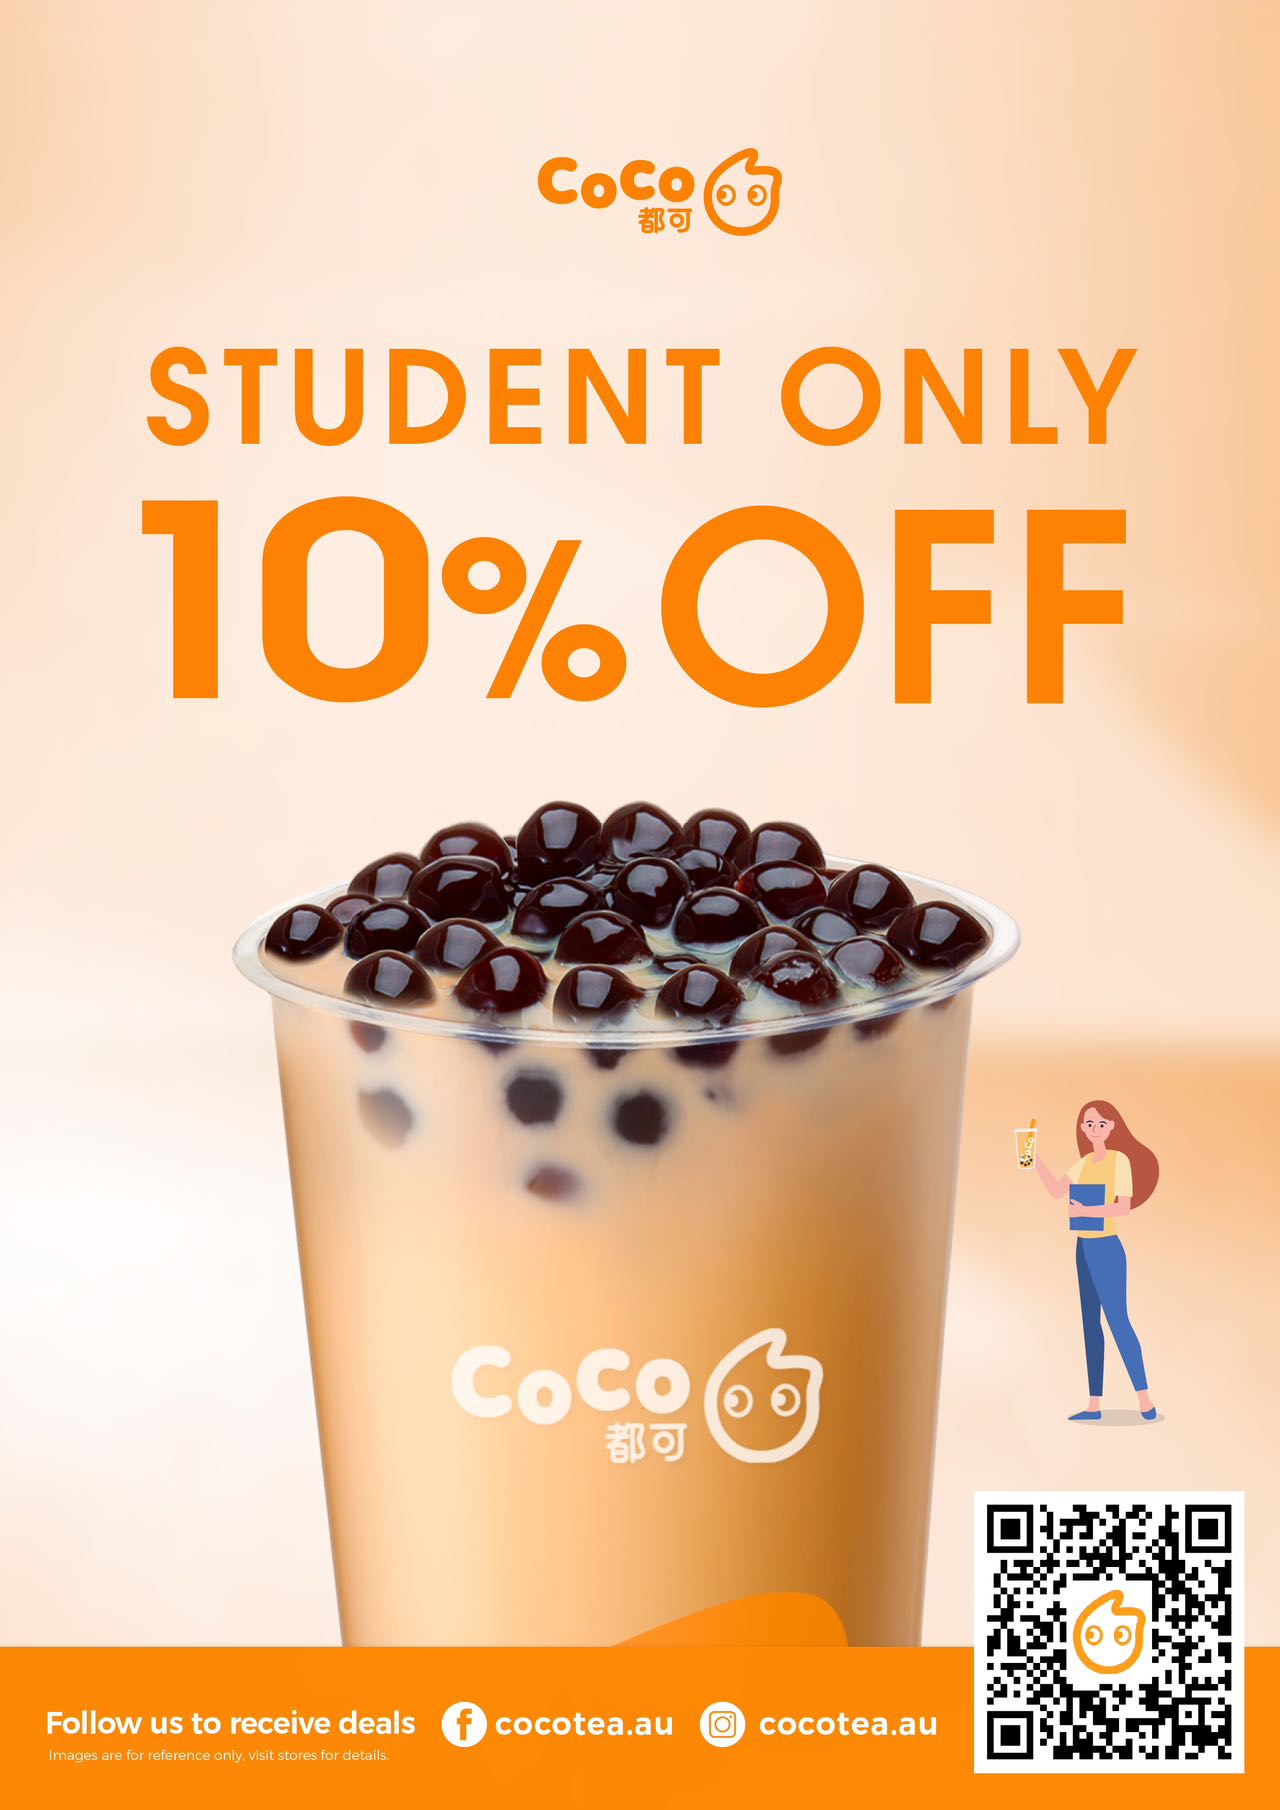 CoCo
都可
STUDENT ONLY
10% OFF
CoCo
CoCo
都可
Follow us to receive deals
cocotea.au
cocotea.au
Images are for reference only, visit stores for details.